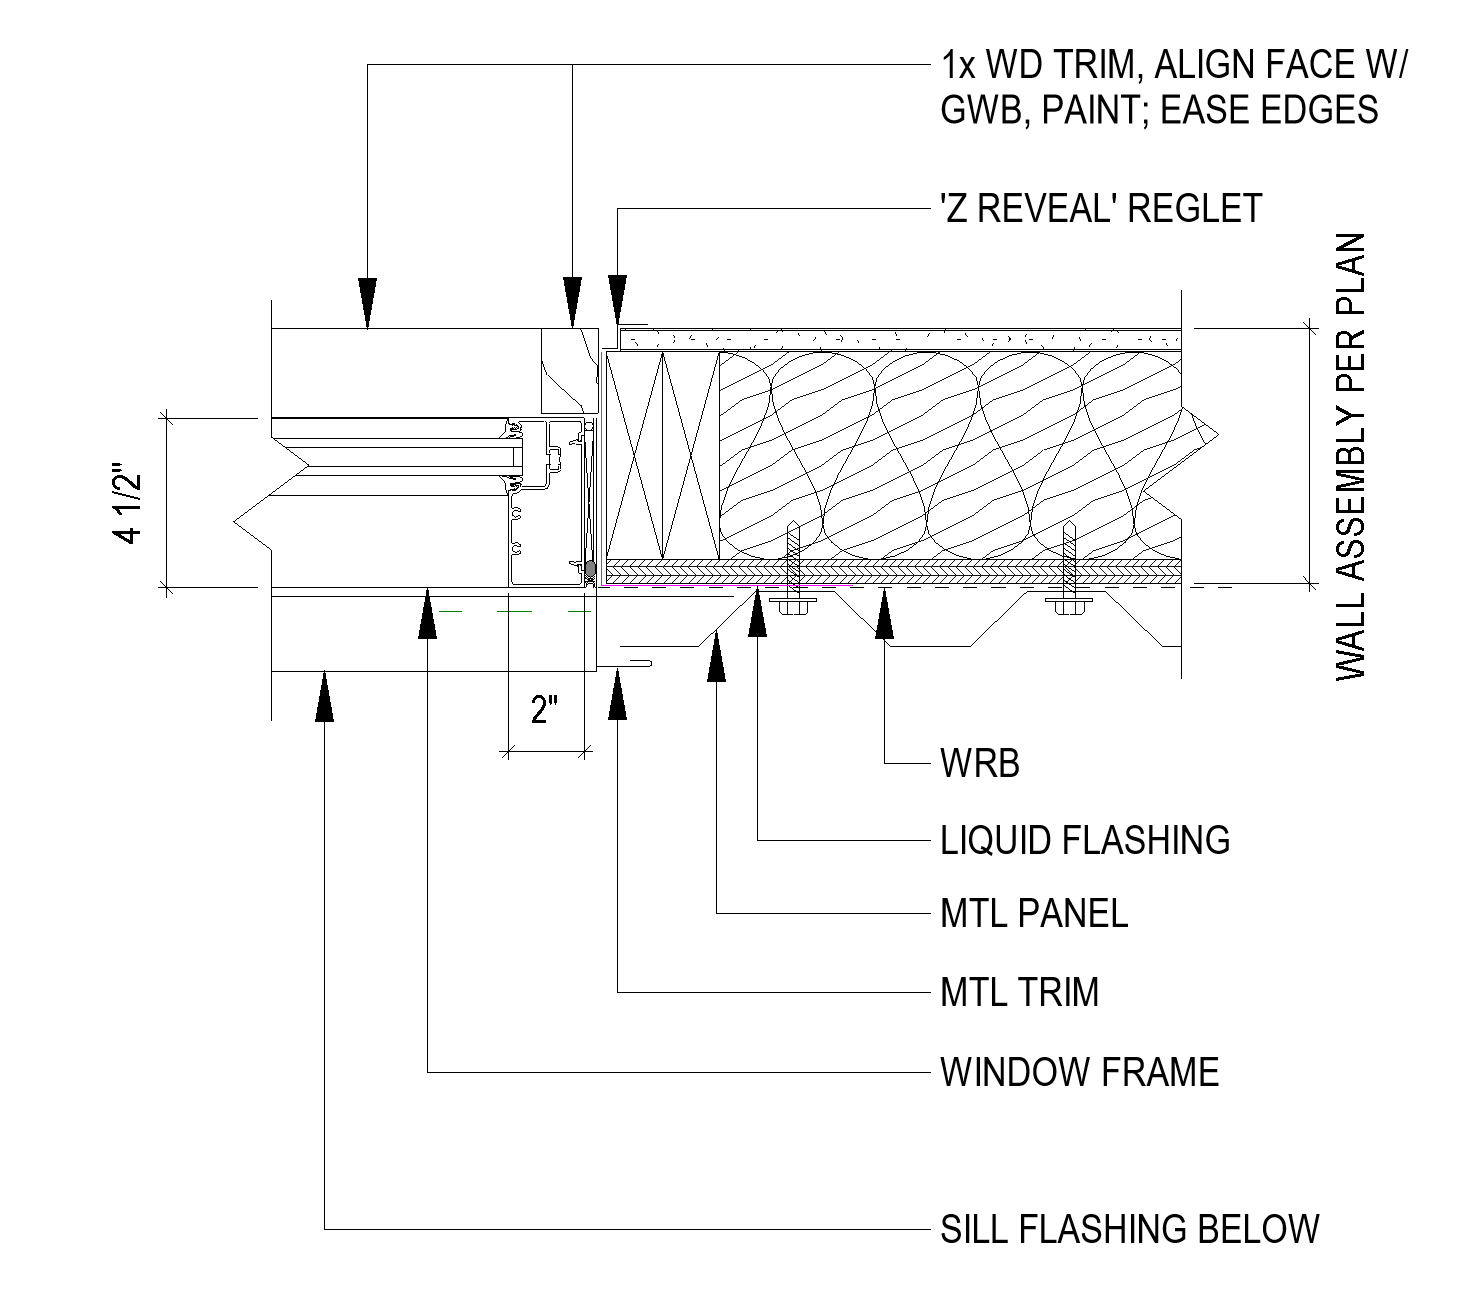 1x WD TRIM, ALIGN FACE W/
GWB, PAINT; EASE EDGES
'Z REVEAL' REGLET
WALL ASSEMBLY PER PLAN
4 1/2"
2"
WRB
LIQUID FLASHING
MTL PANEL
MTL TRIM
WINDOW FRAME
SILL FLASHING BELOW